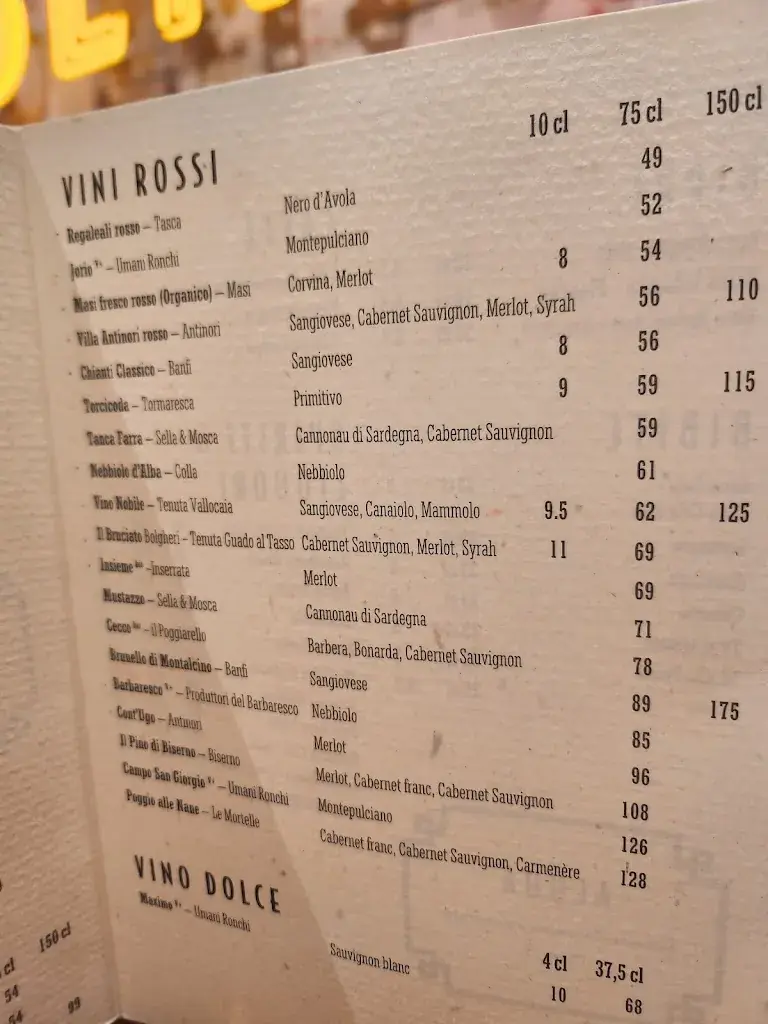 10 cl 75 cl 150 cl
VINI ROSSI
Regaleali rosso – Tasca Nero d'Avola 49
Jorio – Umani Ronchi Montepulciano 52
Masi fresco rosso (Organico) – Masi Corvina, Merlot 8 54
Villa Antinori rosso – Antinori Sangiovese, Cabernet Sauvignon, Merlot, Syrah 56 110
Chianti Classico – Banfi Sangiovese 8 56
Torcicoda – Tormaresca Primitivo 9 59 115
Tanca Farra – Sella & Mosca Cannonau di Sardegna, Cabernet Sauvignon 59
Nebbiolo d'Alba – Colla Nebbiolo 61
Vino Nobile – Tenuta Vallocaia Sangiovese, Canaiolo, Mammolo 9.5 62 125
Il Bruciato Bolgheri – Tenuta Guado al Tasso Cabernet Sauvignon, Merlot, Syrah 11 69
Insieme –inserrata Merlot 69
Mustazzo – Sella & Mosca Cannonau di Sardegna 71
Cecco – il Poggiarello Barbera, Bonarda, Cabernet Sauvignon 78
Brunello di Montalcino – Banfi Sangiovese 89 175
Barbaresco – Produttori del Barbaresco Nebbiolo 85
Cont'Ugo – Antinori Merlot 96
Il Pino di Biserno – Biserno Merlot, Cabernet franc, Cabernet Sauvignon 108
Campo San Giorgio – Umani Ronchi Montepulciano 126
Poggio alle Nane – Le Mortelle Cabernet franc, Cabernet Sauvignon, Carmenère 128
VINO DOLCE
4 cl 37,5 cl
Maximo – Umani Ronchi Sauvignon blanc 10 68
cl 150 cl
54
99